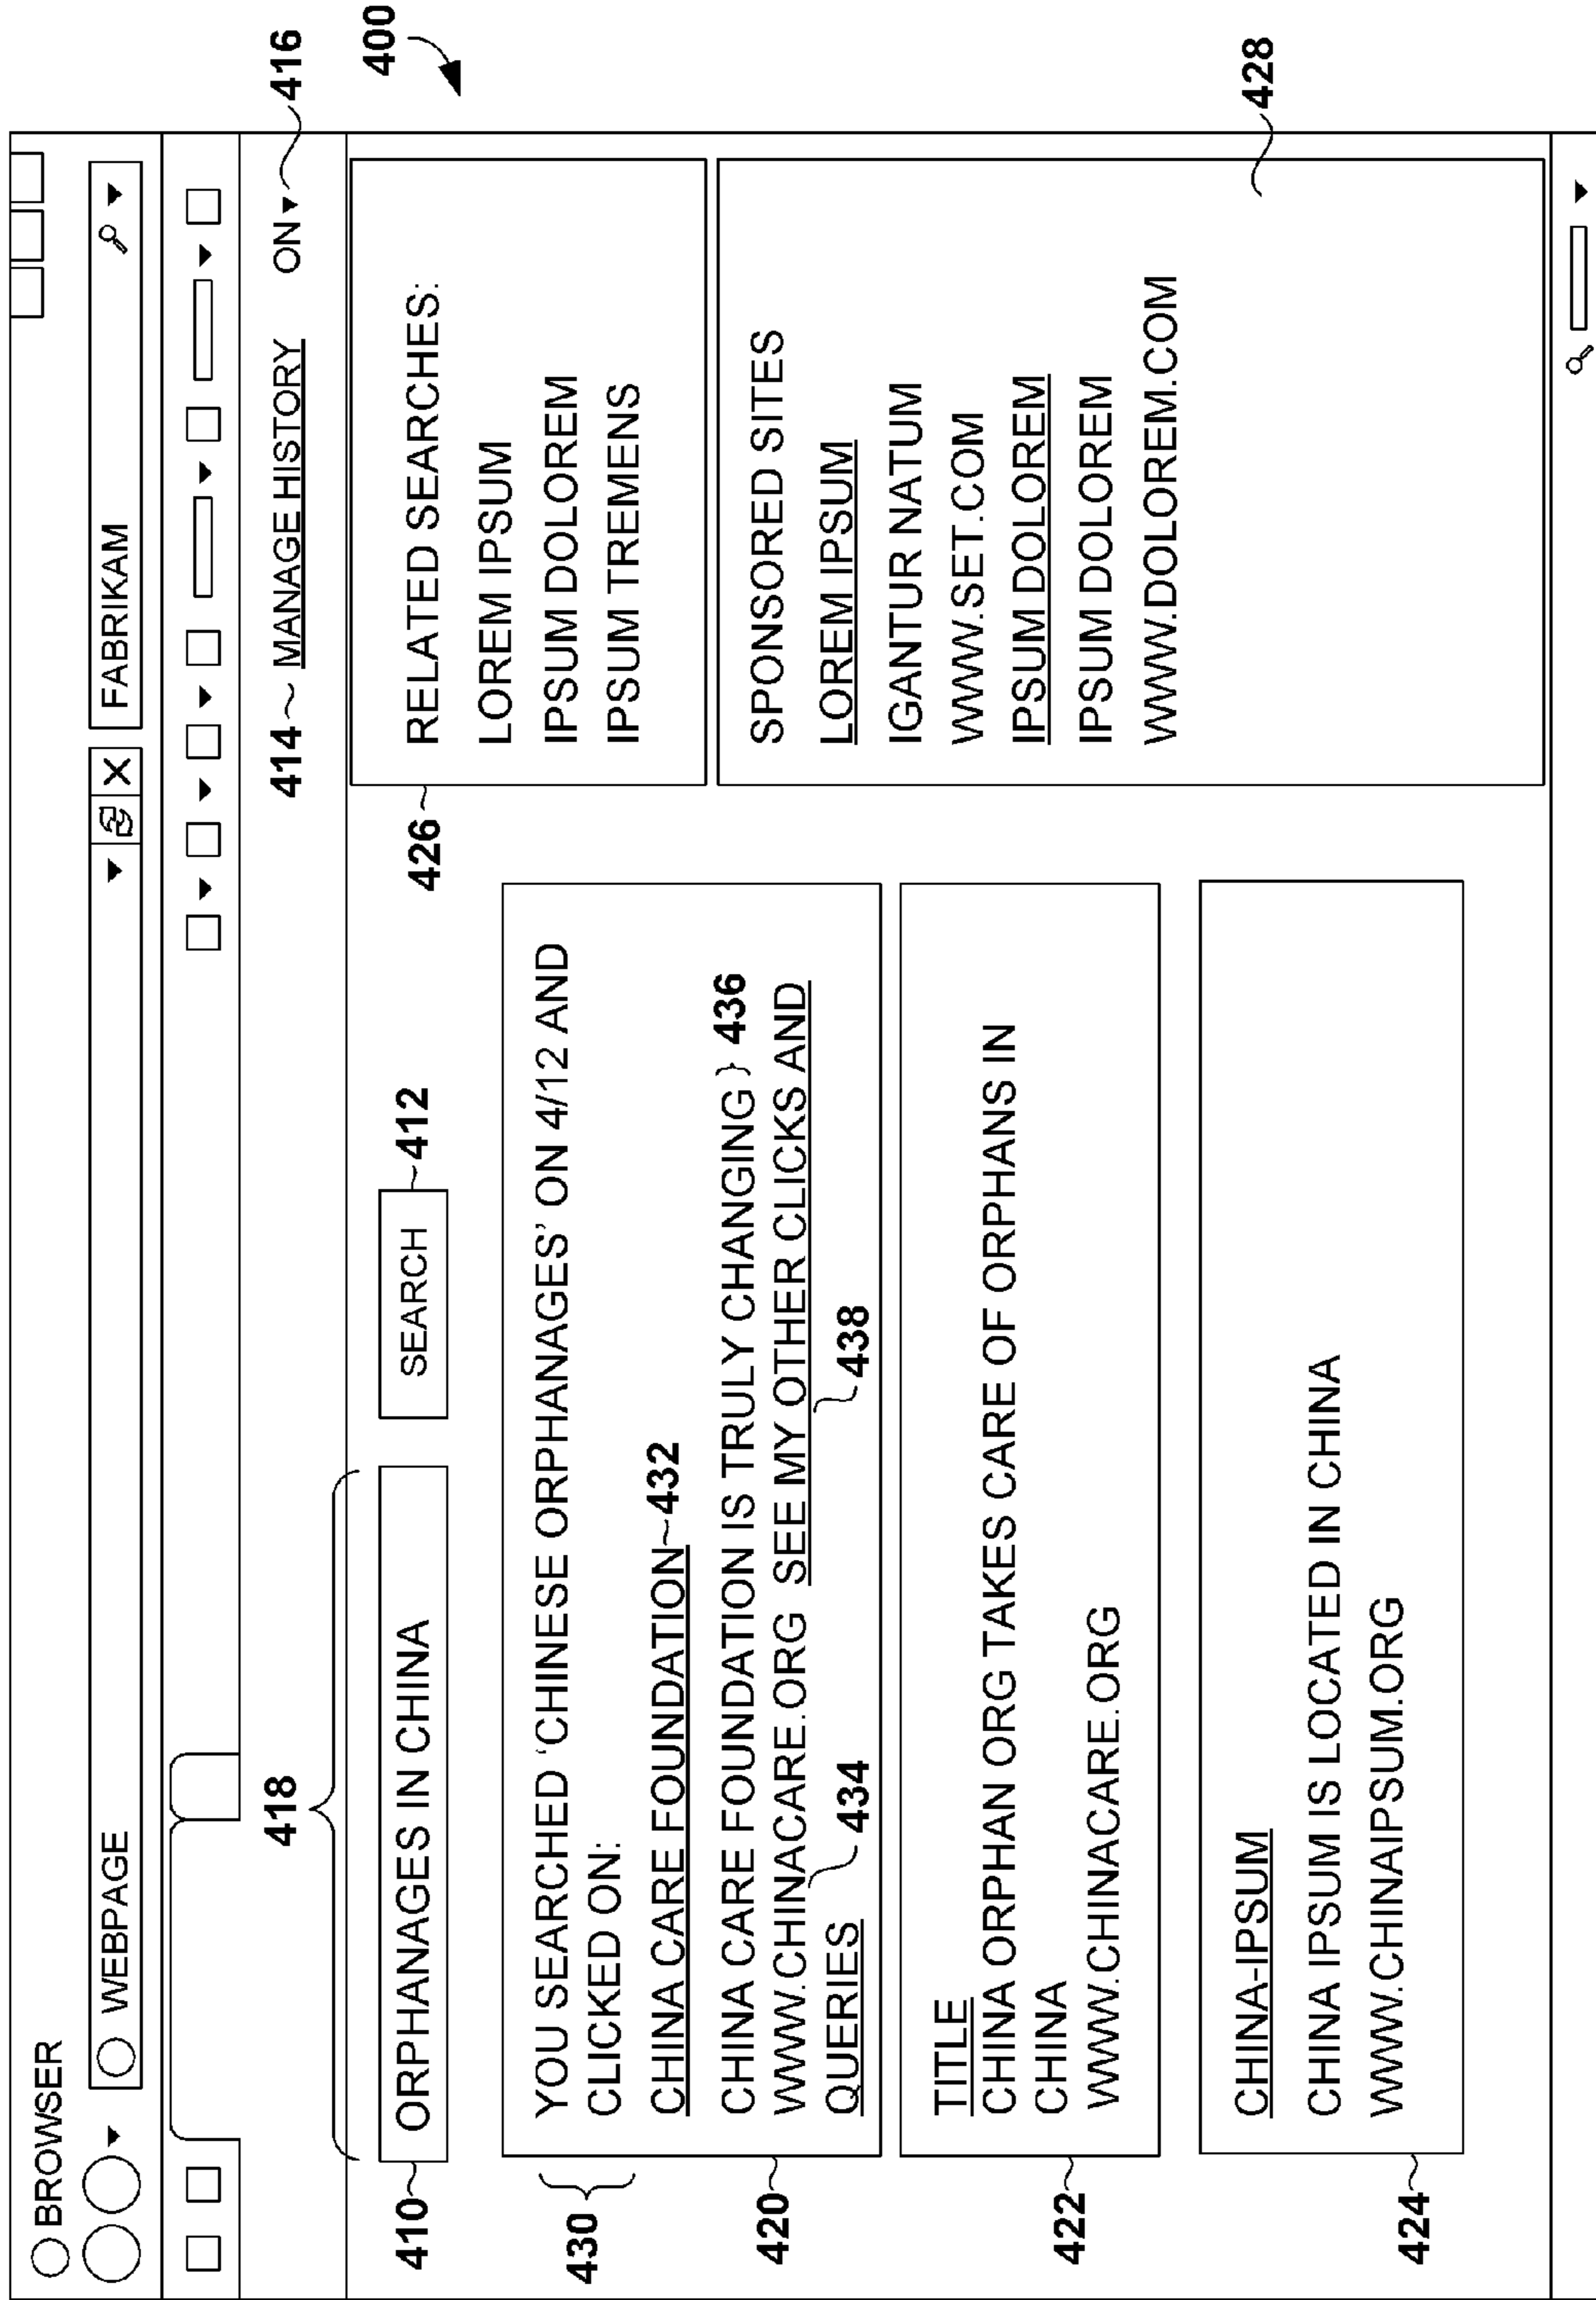 BROWSER
WEBPAGE
X
FABRIKAM
418
414
MANAGE HISTORY
ON
416
400
410
ORPHANAGES IN CHINA
SEARCH
412
430
YOU SEARCHED 'CHINESE ORPHANAGES' ON 4/12 AND
CLICKED ON:
CHINA CARE FOUNDATION
432
CHINA CARE FOUNDATION IS TRULY CHANGING
436
WWW.CHINACARE.ORG SEE MY OTHER CLICKS AND
QUERIES
434
438
420
TITLE
CHINA ORPHAN ORG TAKES CARE OF ORPHANS IN
CHINA
WWW.CHINACARE.ORG
422
CHINA-IPSUM
CHINA IPSUM IS LOCATED IN CHINA
WWW.CHINAIPSUM.ORG
424
426
RELATED SEARCHES:
LOREM IPSUM
IPSUM DOLOREM
IPSUM TREMENS
SPONSORED SITES
LOREM IPSUM
IGANTUR NATUM
WWW.SET.COM
IPSUM DOLOREM
IPSUM DOLOREM
WWW.DOLOREM.COM
428